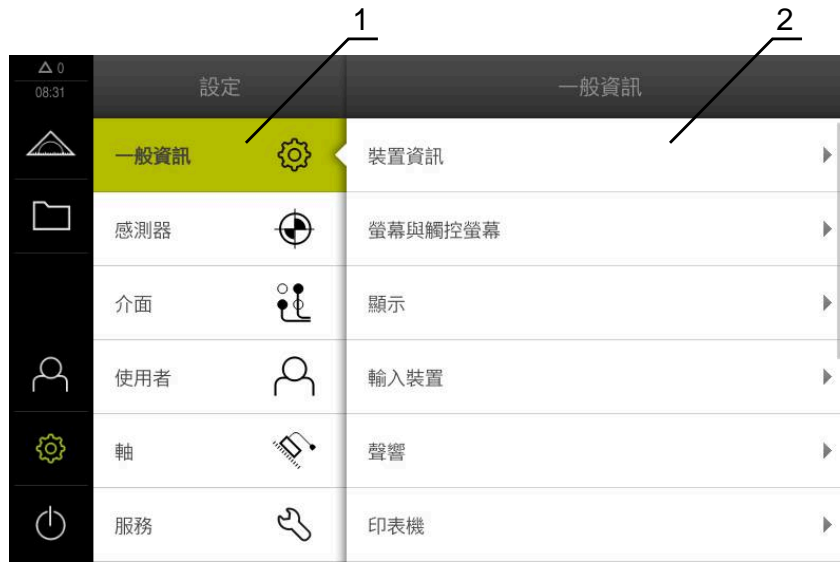 1
2
△ 0
08:31
設定
一般資訊
一般資訊
裝置資訊
感測器
螢幕與觸控螢幕
介面
顯示
使用者
輸入裝置
軸
聲響
服務
印表機